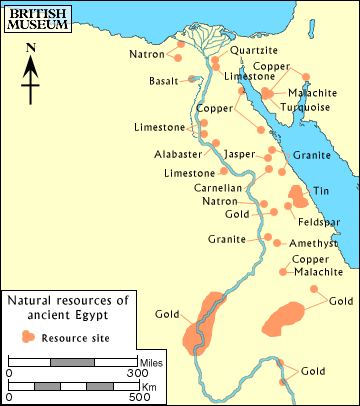 BRITISH
MUSEUM
N
Natron
Quartzite
Limestone
Copper
Basalt
Malachite
Turquoise
Copper
Limestone
Alabaster
Jasper
Granite
Limestone
Carnelian
Tin
Natron
Gold
Feldspar
Granite
Amethyst
Copper
Malachite
Gold
Gold
Gold
Natural resources of
ancient Egypt
Resource site
Miles
0 300
Km
0 500